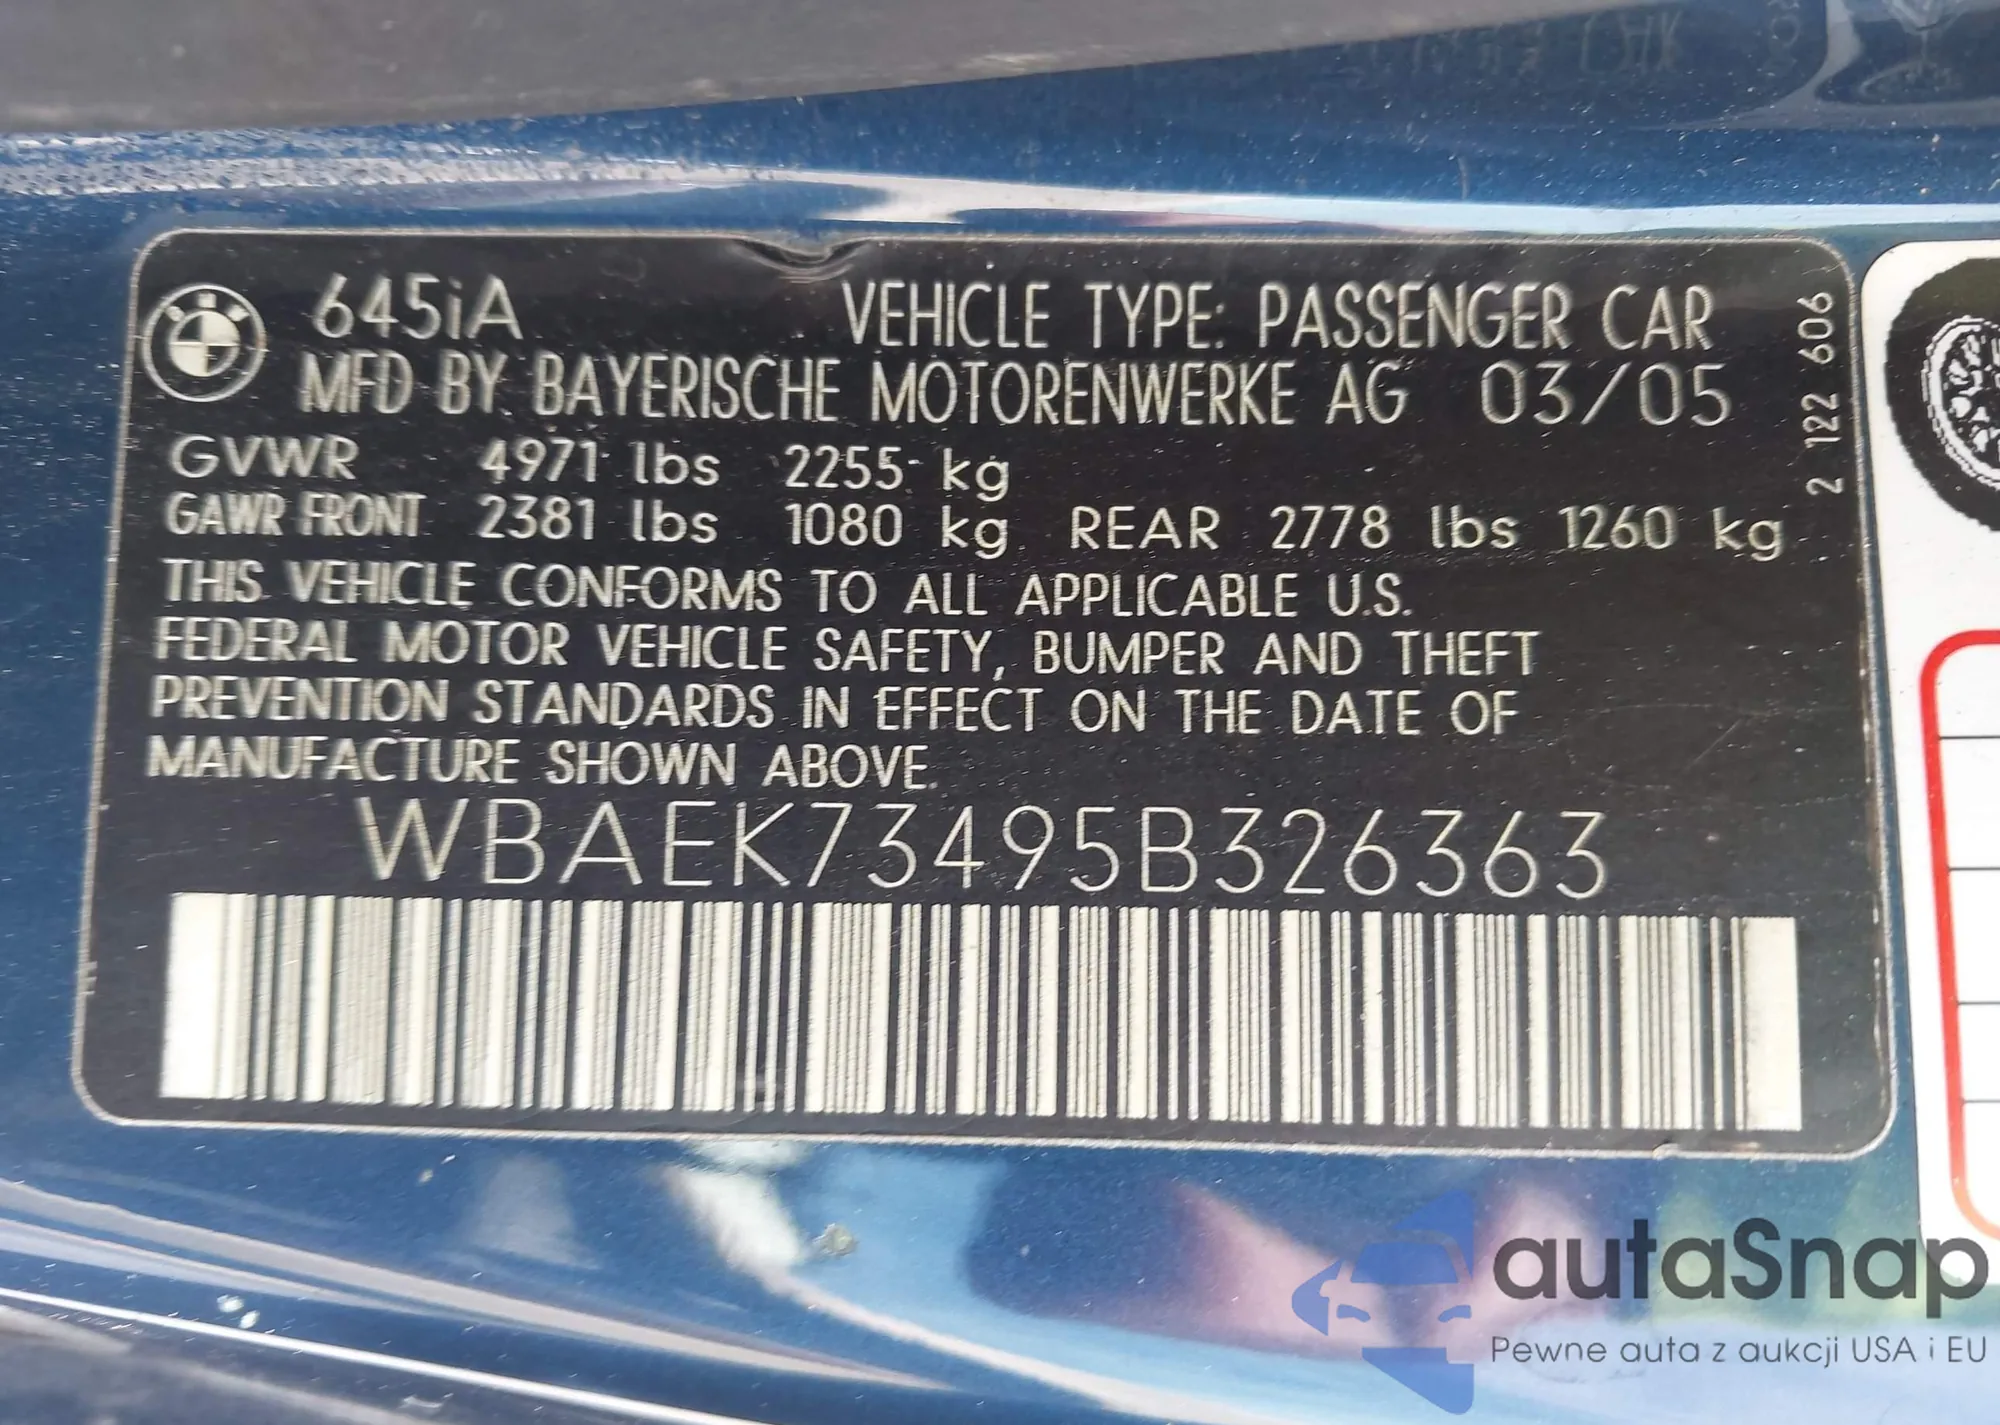 645iA VEHICLE TYPE: PASSENGER CAR
MFD BY BAYERISCHE MOTORENWERKE AG 03/05
GVWR 4971 lbs 2255 kg
GAWR FRONT 2381 lbs 1080 kg REAR 2778 lbs 1260 kg
THIS VEHICLE CONFORMS TO ALL APPLICABLE U.S.
FEDERAL MOTOR VEHICLE SAFETY, BUMPER AND THEFT
PREVENTION STANDARDS IN EFFECT ON THE DATE OF
MANUFACTURE SHOWN ABOVE.
WBAEK73495B326363
2 122 606
autaSnap
Pewne auta z aukcji USA i EU